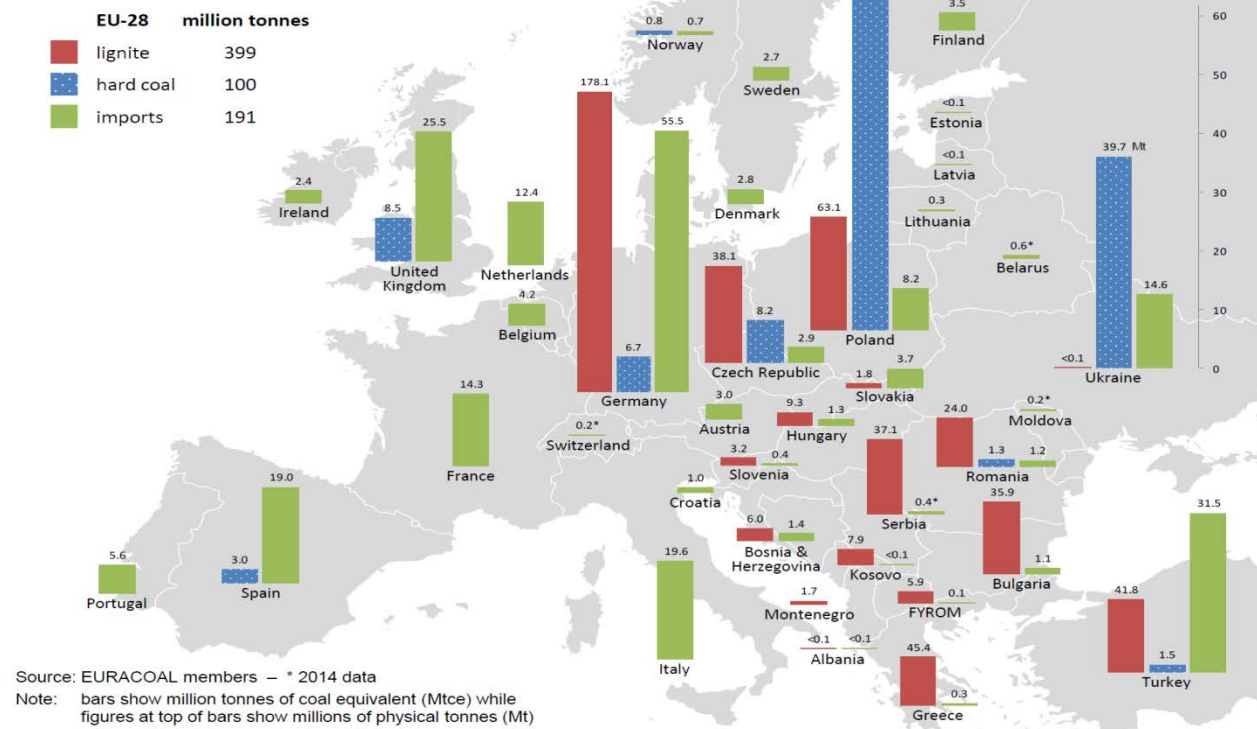 EU-28 million tonnes
lignite 399
hard coal 100
imports 191
0.8 0.7
Norway
3.5
Finland
60
50
40
30
20
10
0
2.7
Sweden
<0.1
Estonia
<0.1
Latvia
0.3
Lithuania
0.6*
Belarus
39.7 Mt
<0.1
14.6
Ukraine
2.4
Ireland
25.5
8.5
United
Kingdom
12.4
Netherlands
4.2
Belgium
178.1
55.5
6.7
Germany
2.8
Denmark
63.1
8.2
Poland
38.1
8.2
2.9
Czech Republic
3.7
1.8
Slovakia
14.3
France
0.2*
Switzerland
3.0
Austria
9.3
1.3
Hungary
24.0
1.3 1.2
Romania
0.2*
Moldova
3.2
0.4
Slovenia
1.0
Croatia
37.1
0.4*
Serbia
35.9
1.1
Bulgaria
6.0
1.4
Bosnia &
Herzegovina
7.9
<0.1
Kosovo
5.9
0.1
FYROM
1.7
Montenegro
<0.1 <0.1
Albania
45.4
0.3
Greece
31.5
41.8
1.5
Turkey
5.6
Portugal
19.0
3.0
Spain
19.6
Italy
Source: EURACOAL members – * 2014 data
Note: bars show million tonnes of coal equivalent (Mtce) while
figures at top of bars show millions of physical tonnes (Mt)